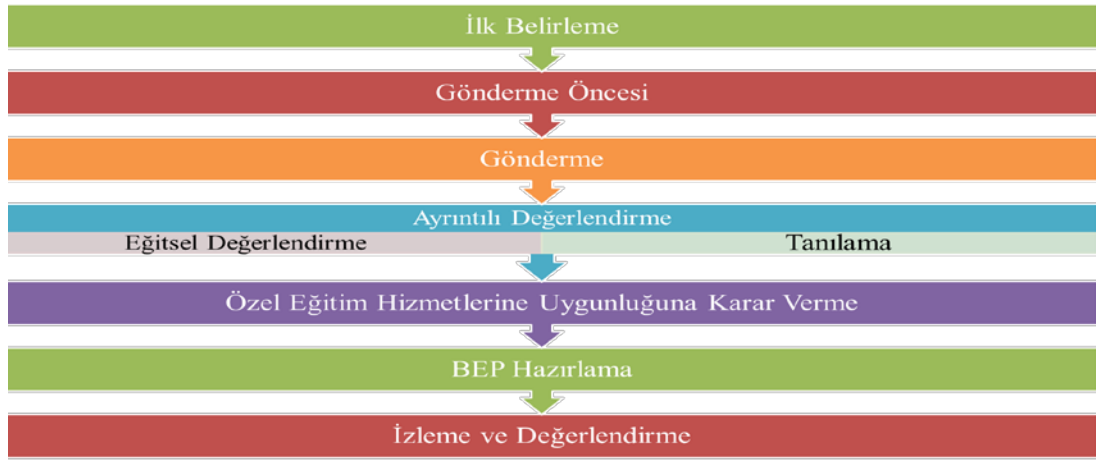 İlk Belirleme
Gönderme Öncesi
Gönderme
Ayrıntılı Değerlendirme
Eğitsel Değerlendirme
Tanılama
Özel Eğitim Hizmetlerine Uygunluğuna Karar Verme
BEP Hazırlama
İzleme ve Değerlendirme